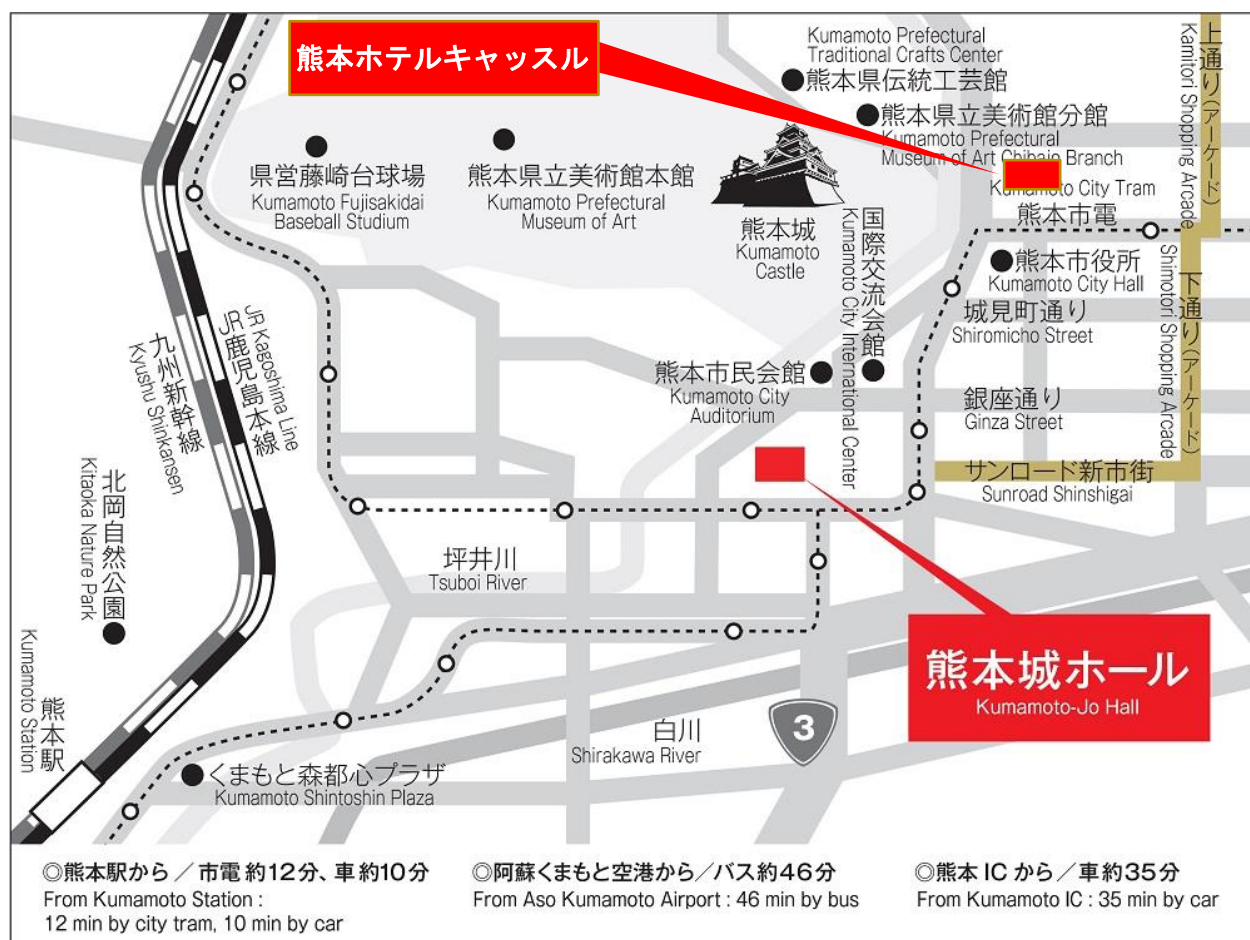 熊本ホテルキャッスル
Kumamoto Prefectural
Traditional Crafts Center
熊本県伝統工芸館
熊本県立美術館分館
Kumamoto Prefectural
Museum of Art Chibajo Branch
上通り(アーケード)
Kamitori Shopping Arcade
県営藤崎台球場
Kumamoto Fujisakidai
Baseball Studium
熊本県立美術館本館
Kumamoto Prefectural
Museum of Art
熊本城
Kumamoto
Castle
国際交流会館
Kumamoto City International Center
Kumamoto City Tram
熊本市電
熊本市役所
Kumamoto City Hall
下通り(アーケード)
Shimotori Shopping Arcade
城見町通り
Shiromicho Street
熊本市民会館
Kumamoto City
Auditorium
銀座通り
Ginza Street
サンロード新市街
Sunroad Shinshigai
JR Kagoshima Line
JR鹿児島本線
九州新幹線
Kyushu Shinkansen
北岡自然公園
Kitaoka Nature Park
坪井川
Tsuboi River
熊本城ホール
Kumamoto-Jo Hall
熊本駅
Kumamoto Station
白川
Shirakawa River
3
くまもと森都心プラザ
Kumamoto Shintoshin Plaza
◎熊本駅から／市電 約12分、車 約10分
From Kumamoto Station :
12 min by city tram, 10 min by car
◎阿蘇くまもと空港から／バス約46分
From Aso Kumamoto Airport : 46 min by bus
◎熊本 IC から／車約35分
From Kumamoto IC : 35 min by car